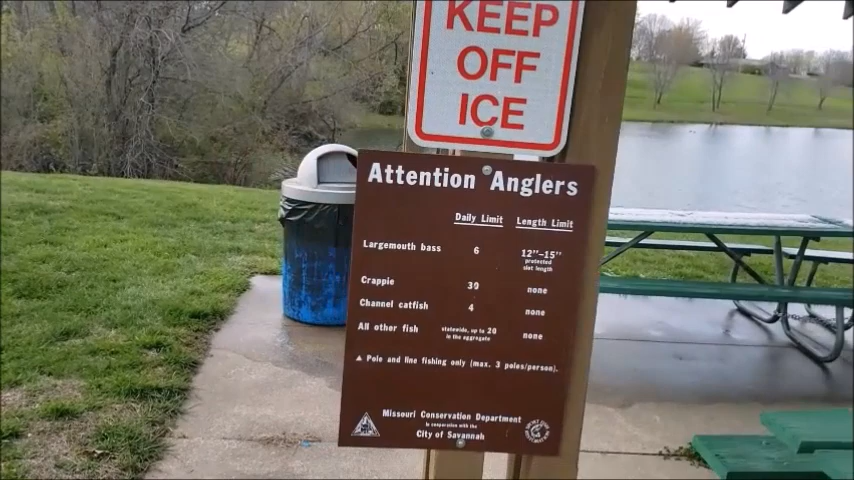 KEEP
OFF
ICE
Attention Anglers
Daily Limit Length Limit
Largemouth bass 6 12"-15"
protected
slot length
Crappie 30 none
Channel catfish 4 none
All other fish statewide, up to 20
in the aggregate none
▲ Pole and line fishing only (max. 3 poles/person).
Missouri Conservation Department
in cooperation with the
City of Savannah